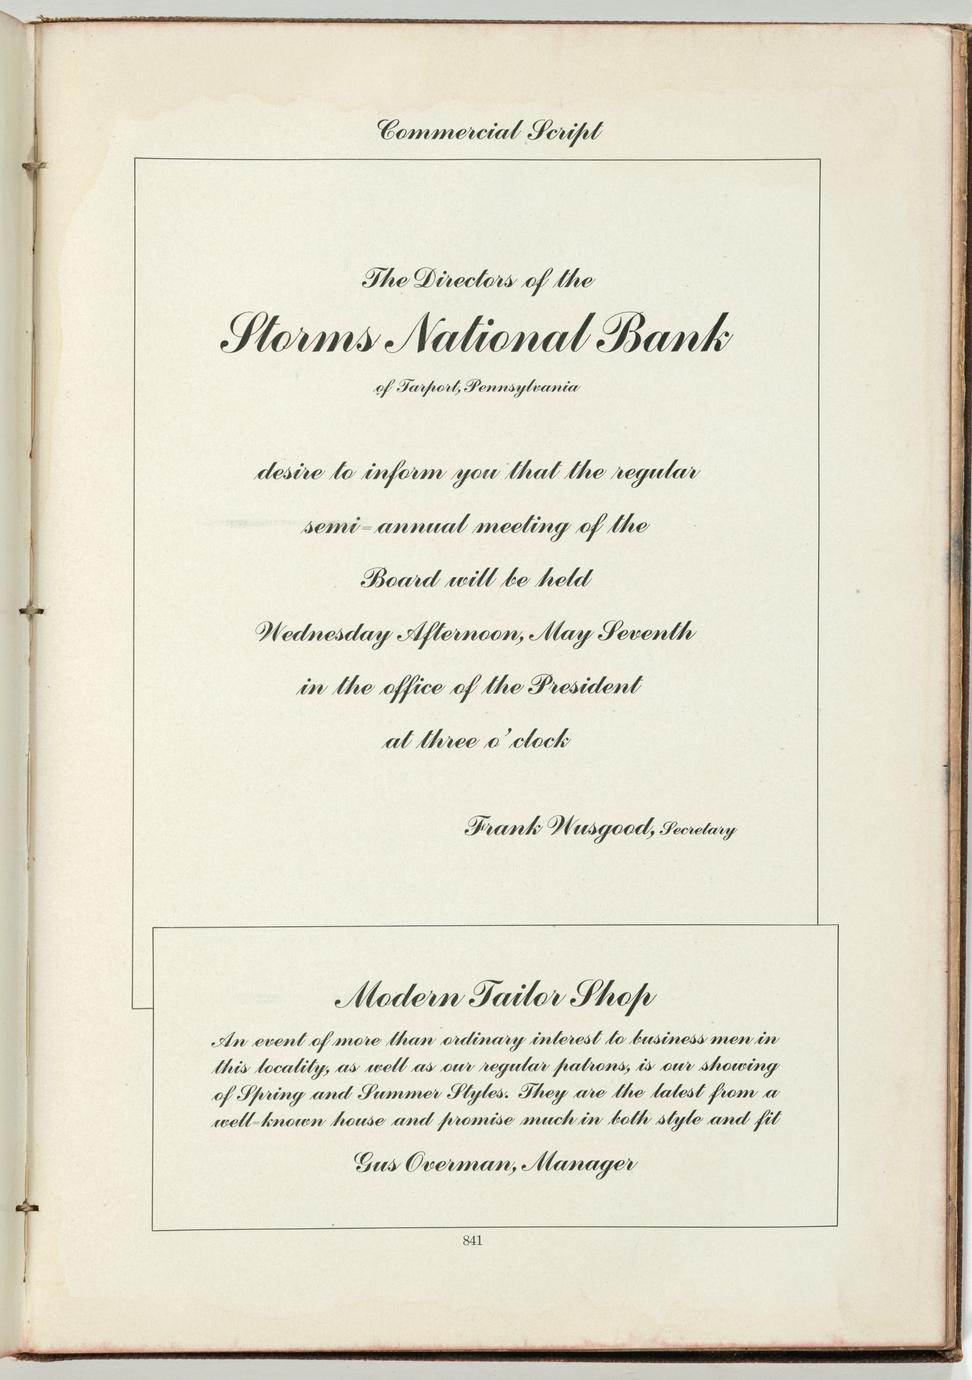 Commercial Script
The Directors of the
Storms National Bank
of Tarport, Pennsylvania
desire to inform you that the regular
semi=annual meeting of the
Board will be held
Wednesday Afternoon, May Seventh
in the office of the President
at three o'clock
Frank Wusgood, Secretary
Modern Tailor Shop
An event of more than ordinary interest to business men in
this locality, as well as our regular patrons, is our showing
of Spring and Summer Styles. They are the latest from a
well=known house and promise much in both style and fit
Gus Overman, Manager
841